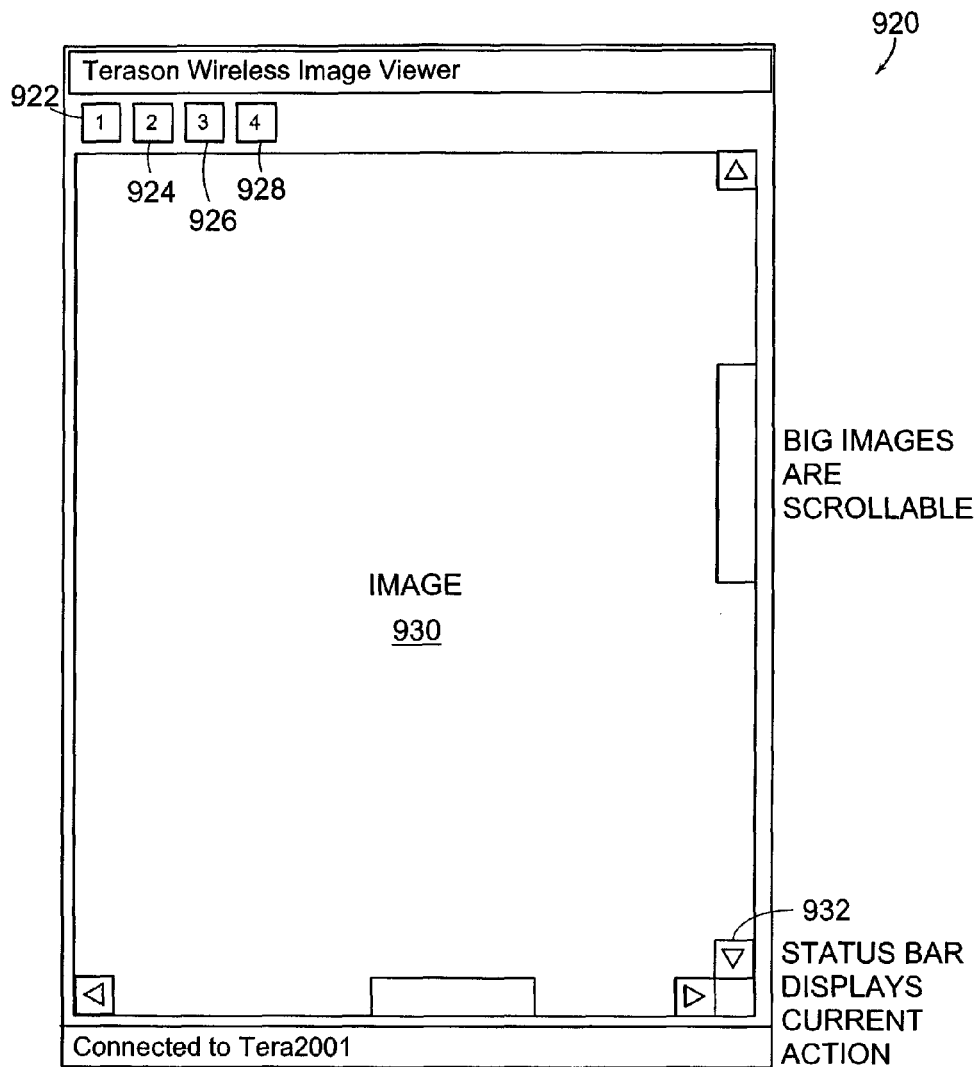 920
Terason Wireless Image Viewer
922
1 2 3 4
924
926
928
BIG IMAGES
ARE
SCROLLABLE
IMAGE
930
932
STATUS BAR
DISPLAYS
CURRENT
ACTION
Connected to Tera2001